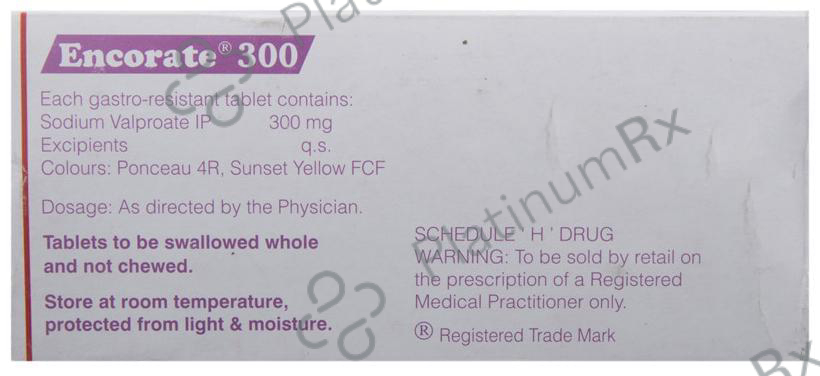 Encorate® 300
Each gastro-resistant tablet contains:
Sodium Valproate IP 300 mg
Excipients q.s.
Colours: Ponceau 4R, Sunset Yellow FCF
Dosage: As directed by the Physician.
Tablets to be swallowed whole
and not chewed.
Store at room temperature,
protected from light & moisture.
SCHEDULE ' H ' DRUG
WARNING: To be sold by retail on
the prescription of a Registered
Medical Practitioner only.
® Registered Trade Mark
PlatinumRx
Plat
Rx